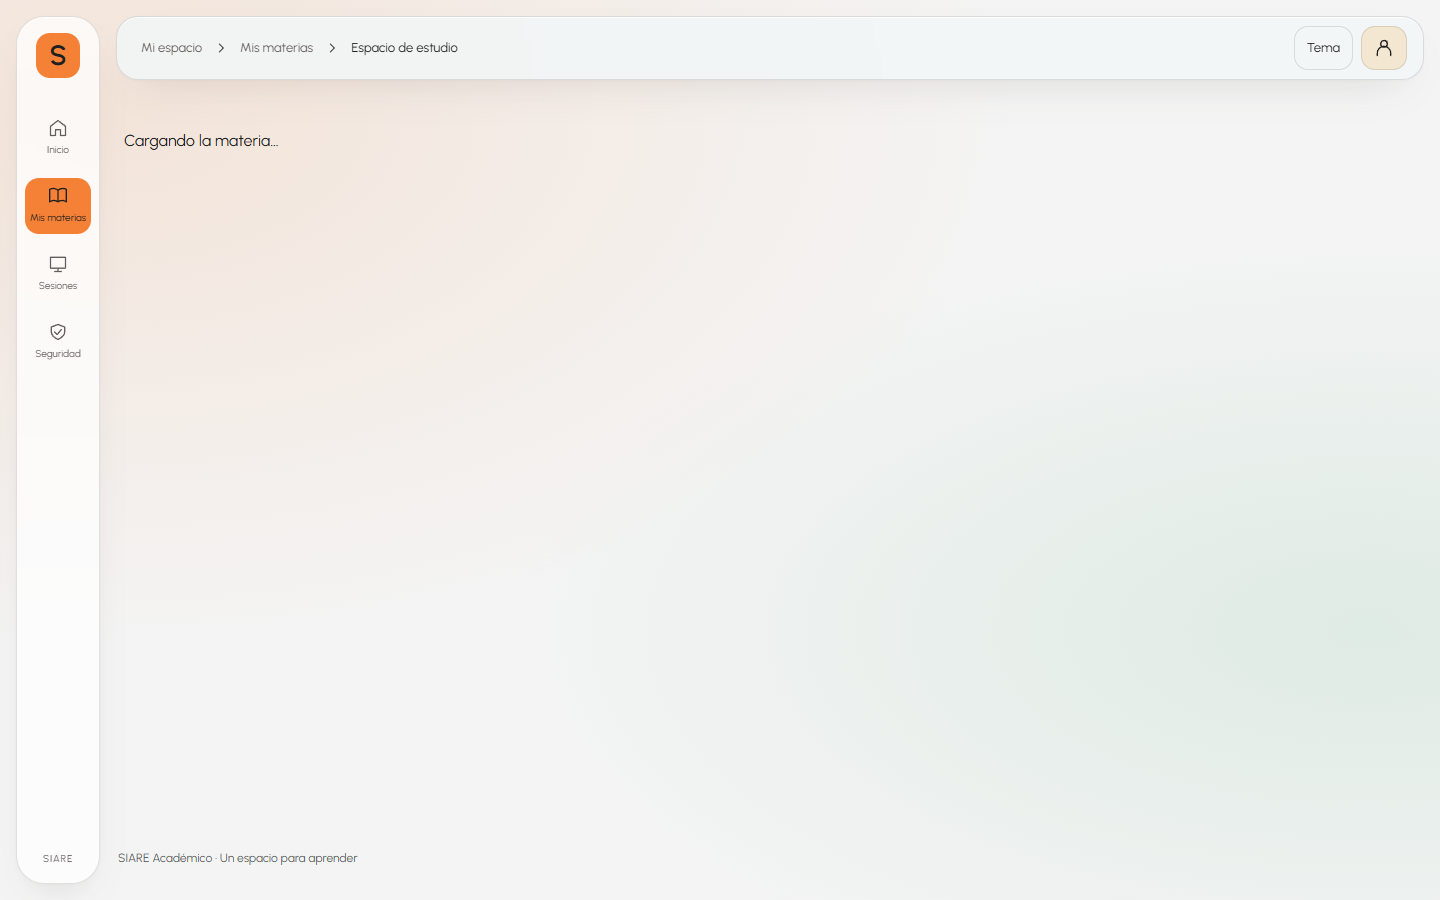 S
Mi espacio > Mis materias > Espacio de estudio
Tema
Inicio
Mis materias
Sesiones
Seguridad
Cargando la materia...
SIARE
SIARE Académico · Un espacio para aprender